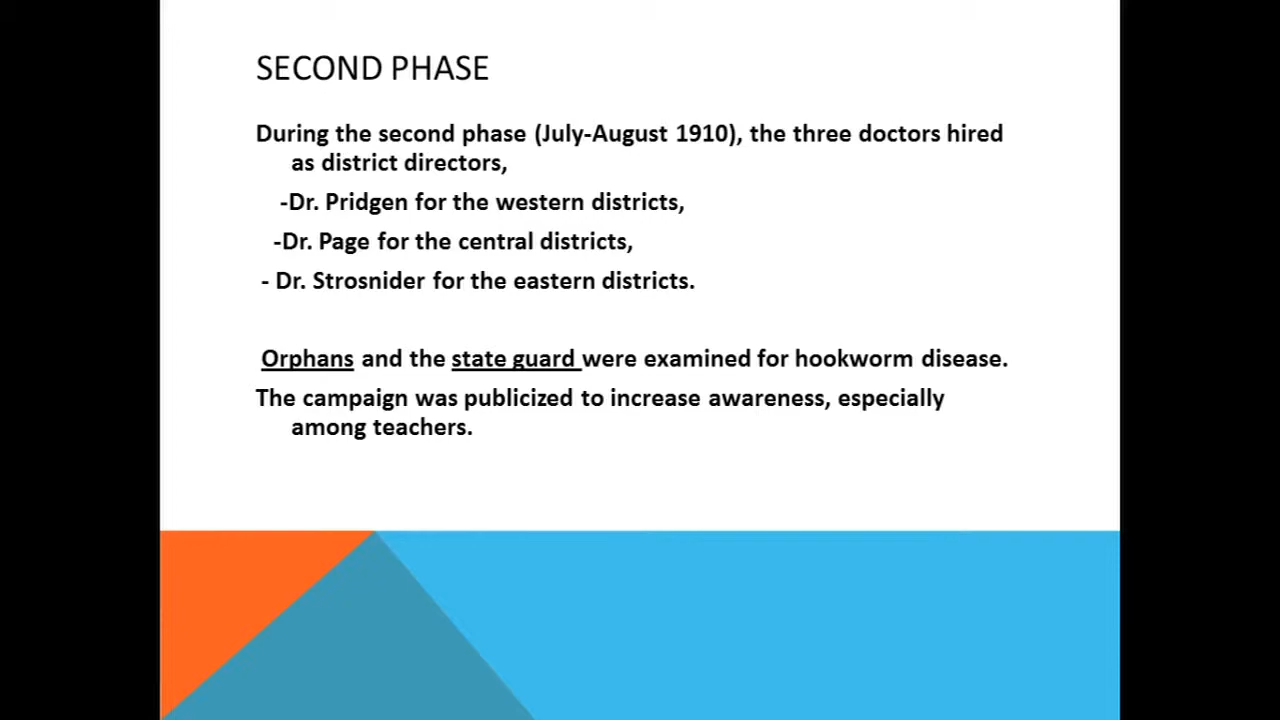 SECOND PHASE
During the second phase (July-August 1910), the three doctors hired
as district directors,
-Dr. Pridgen for the western districts,
-Dr. Page for the central districts,
- Dr. Strosnider for the eastern districts.
Orphans and the state guard were examined for hookworm disease.
The campaign was publicized to increase awareness, especially
among teachers.